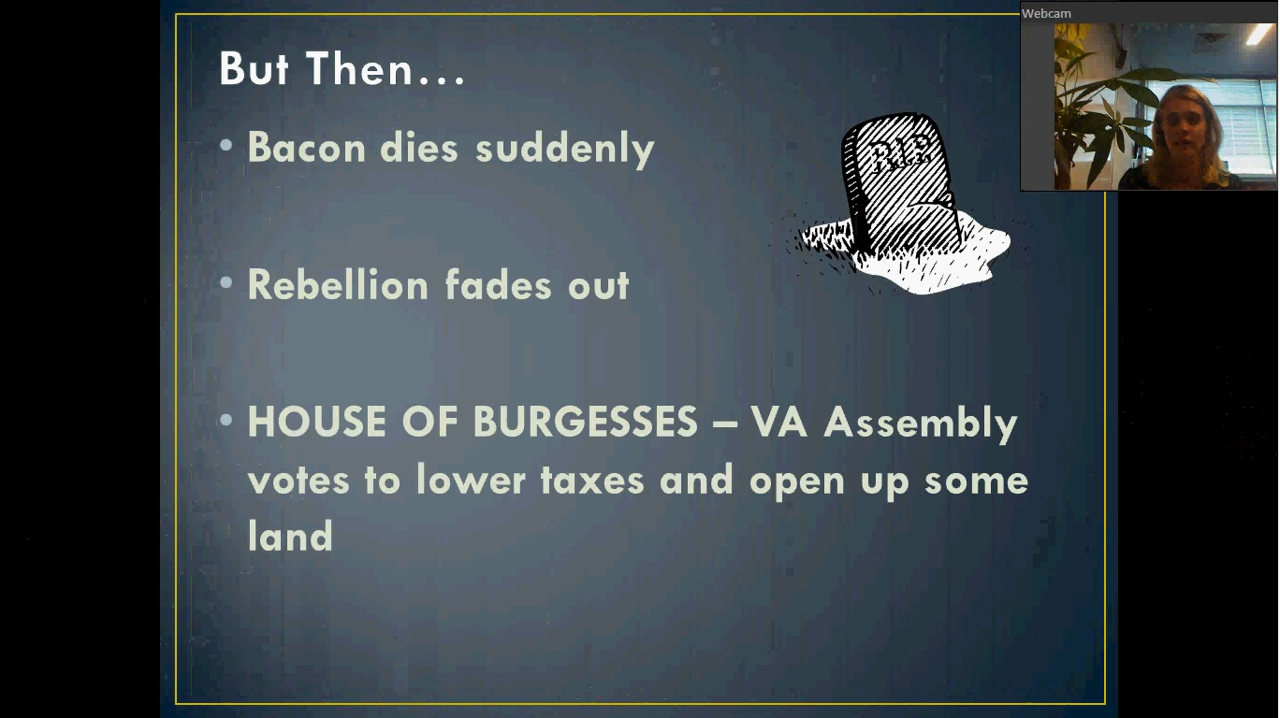 Webcam
But Then...
• Bacon dies suddenly
RIP
• Rebellion fades out
• HOUSE OF BURGESSES – VA Assembly
votes to lower taxes and open up some
land